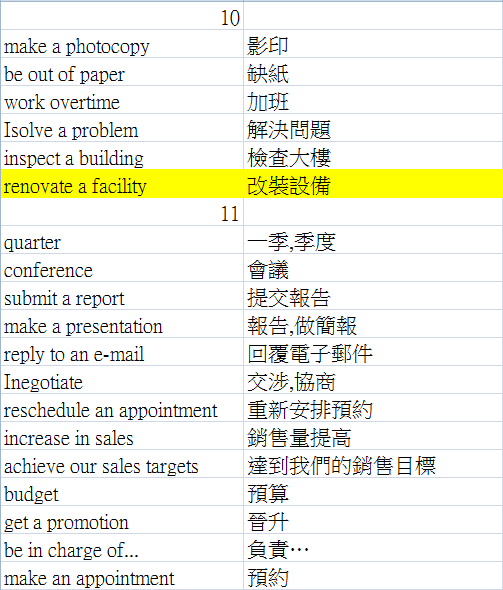 10
make a photocopy 影印
be out of paper 缺紙
work overtime 加班
Isolve a problem 解決問題
inspect a building 檢查大樓
renovate a facility 改裝設備
11
quarter 一季,季度
conference 會議
submit a report 提交報告
make a presentation 報告,做簡報
reply to an e-mail 回覆電子郵件
Inegotiate 交涉,協商
reschedule an appointment 重新安排預約
increase in sales 銷售量提高
achieve our sales targets 達到我們的銷售目標
budget 預算
get a promotion 晉升
be in charge of... 負責…
make an appointment 預約